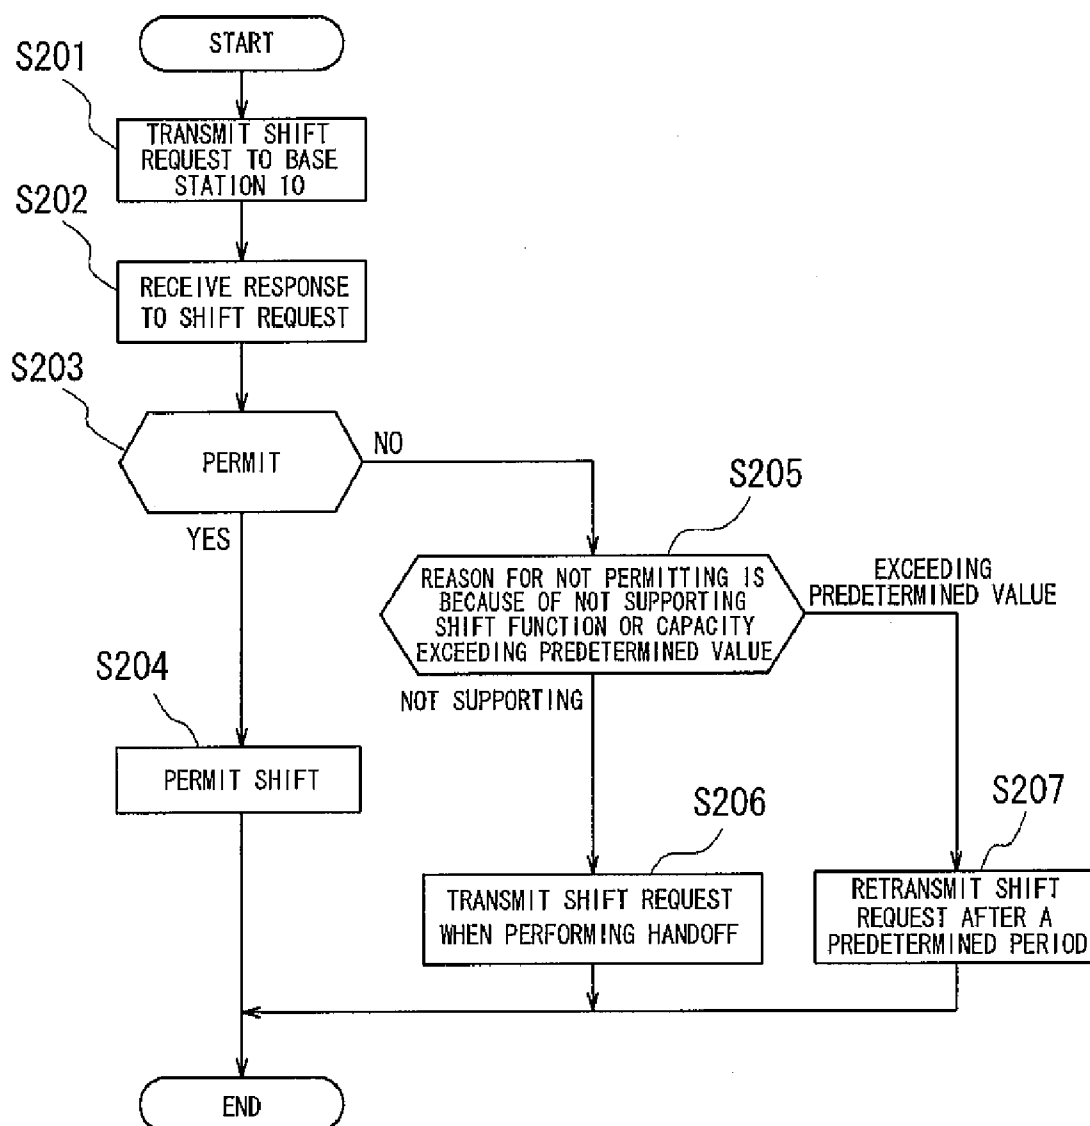 START
S201
TRANSMIT SHIFT
REQUEST TO BASE
STATION 10
S202
RECEIVE RESPONSE
TO SHIFT REQUEST
S203
PERMIT
NO
YES
S205
REASON FOR NOT PERMITTING IS
BECAUSE OF NOT SUPPORTING
SHIFT FUNCTION OR CAPACITY
EXCEEDING PREDETERMINED VALUE
EXCEEDING
PREDETERMINED VALUE
NOT SUPPORTING
S204
PERMIT SHIFT
S206
TRANSMIT SHIFT REQUEST
WHEN PERFORMING HANDOFF
S207
RETRANSMIT SHIFT
REQUEST AFTER A
PREDETERMINED PERIOD
END